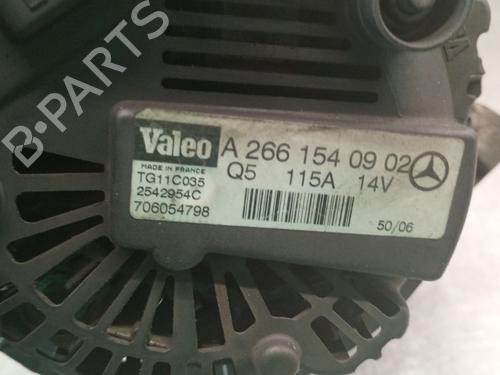 B-PARTS
Valeo A 266 154 09 02
MADE IN FRANCE
TG11C035 Q5 115A 14V
2542954C
706054798
50/06